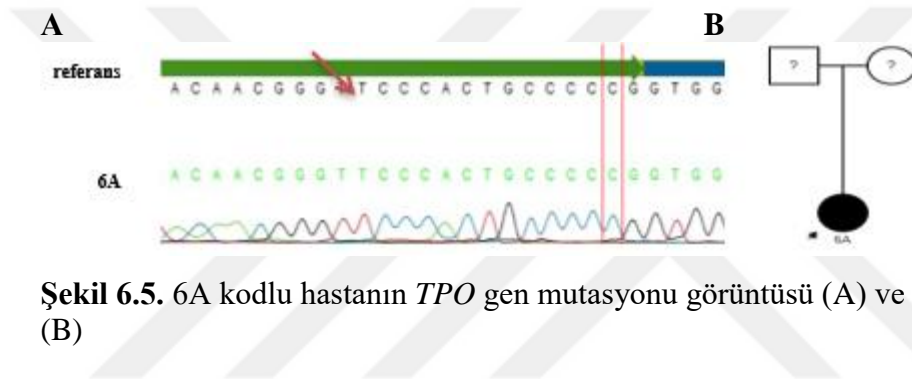 A B
referans
A C A A C G G G T C C C A C T G C C C C C G G T G G
? ?
6A
A C A A C G G G T T C C C A C T G C C C C C G G T G G
6A
Şekil 6.5. 6A kodlu hastanın TPO gen mutasyonu görüntüsü (A) ve
(B)